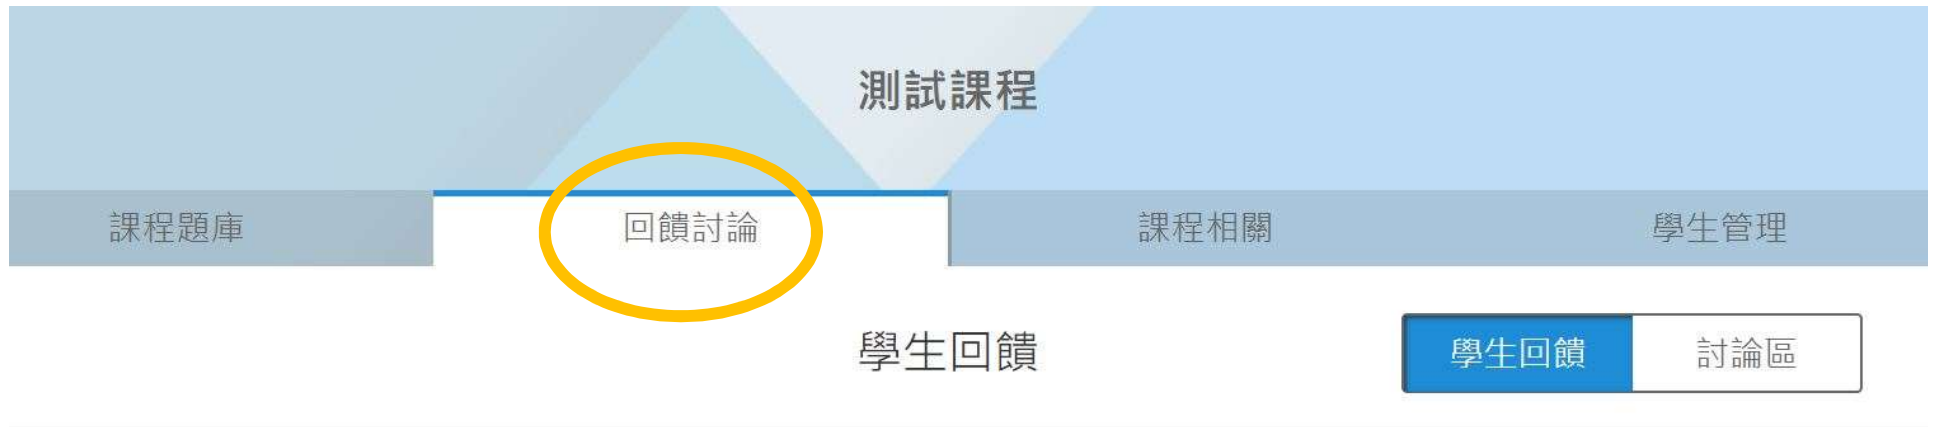 測試課程
課程題庫 回饋討論 課程相關 學生管理
學生回饋 學生回饋 討論區